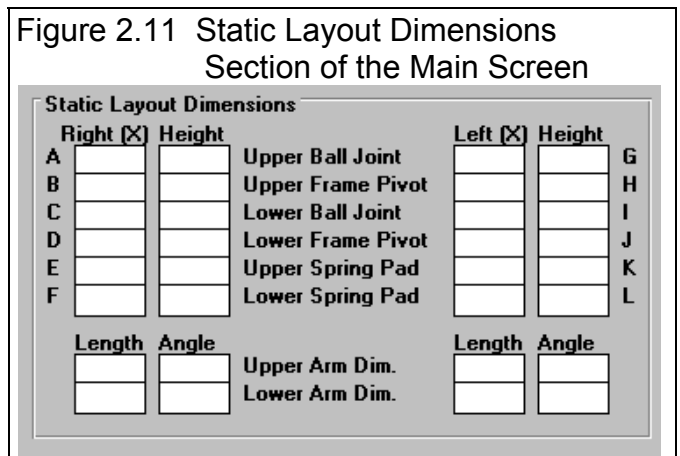 Figure 2.11 Static Layout Dimensions
Section of the Main Screen
Static Layout Dimensions
Right (X) Height Left (X) Height
A Upper Ball Joint G
B Upper Frame Pivot H
C Lower Ball Joint I
D Lower Frame Pivot J
E Upper Spring Pad K
F Lower Spring Pad L
Length Angle Length Angle
Upper Arm Dim.
Lower Arm Dim.